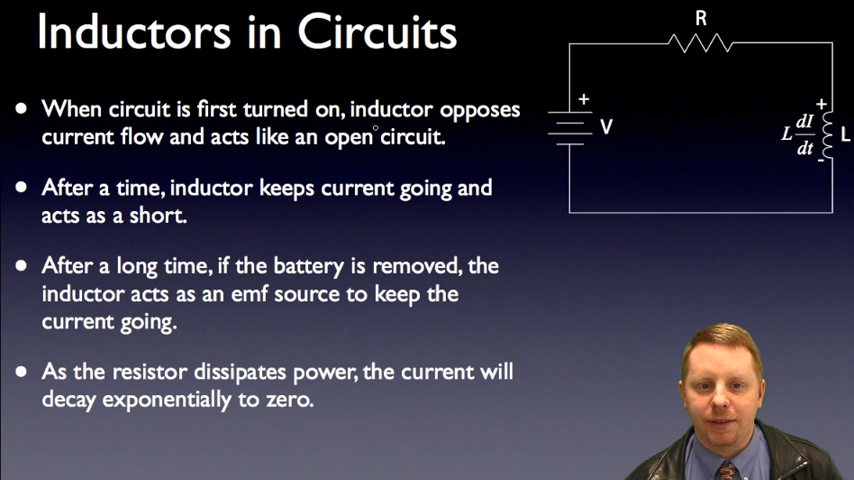 Inductors in Circuits
• When circuit is first turned on, inductor opposes
current flow and acts like an open circuit.
• After a time, inductor keeps current going and
acts as a short.
• After a long time, if the battery is removed, the
inductor acts as an emf source to keep the
current going.
• As the resistor dissipates power, the current will
decay exponentially to zero.
R
+
V
+
L dI/dt
L
-